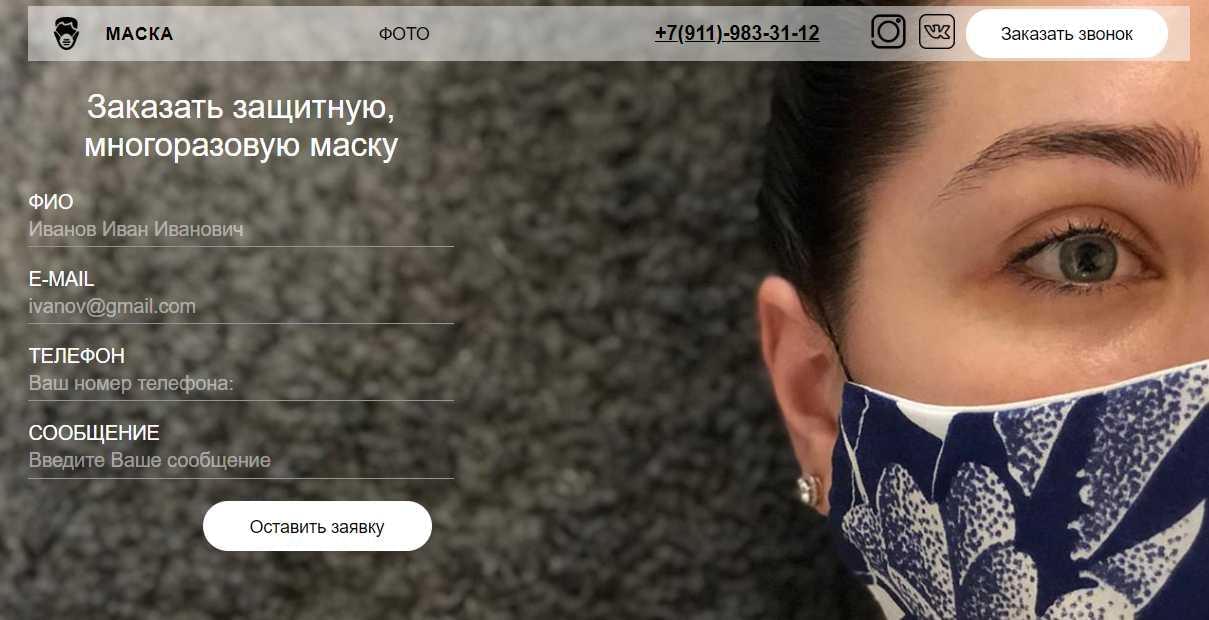 МАСКА
ФОТО
+7(911)-983-31-12
Заказать звонок
Заказать защитную,
многоразовую маску
ФИО
Иванов Иван Иванович
E-MAIL
ivanov@gmail.com
ТЕЛЕФОН
Ваш номер телефона:
СООБЩЕНИЕ
Введите Ваше сообщение
Оставить заявку